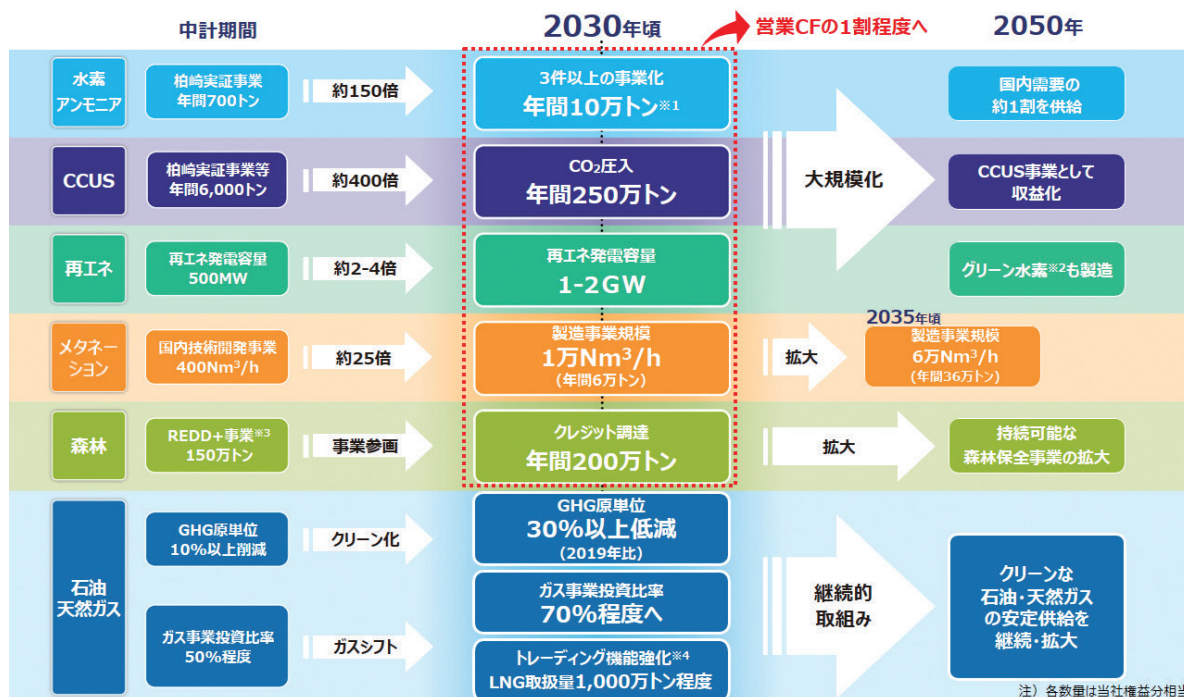 中計期間
2030年頃
営業CFの1割程度へ
2050年
水素
アンモニア
柏崎実証事業
年間700トン
約150倍
3件以上の事業化
年間10万トン※1
国内需要の
約1割を供給
CCUS
柏崎実証事業等
年間6,000トン
約400倍
CO₂圧入
年間250万トン
大規模化
CCUS事業として
収益化
再エネ
再エネ発電容量
500MW
約2-4倍
再エネ発電容量
1-2GW
グリーン水素※2も製造
メタネー
ション
国内技術開発事業
400Nm³/h
約25倍
製造事業規模
1万Nm³/h
(年間6万トン)
拡大
2035年頃
製造事業規模
6万Nm³/h
(年間36万トン)
森林
REDD+事業※3
150万トン
事業参画
クレジット調達
年間200万トン
拡大
持続可能な
森林保全事業の拡大
石油
天然ガス
GHG原単位
10%以上削減
クリーン化
GHG原単位
30%以上低減
(2019年比)
ガス事業投資比率
50%程度
ガスシフト
ガス事業投資比率
70%程度へ
トレーディング機能強化※4
LNG取扱量1,000万トン程度
継続的
取組み
クリーンな
石油・天然ガス
の安定供給を
継続・拡大
注）各数量は当社権益分相当